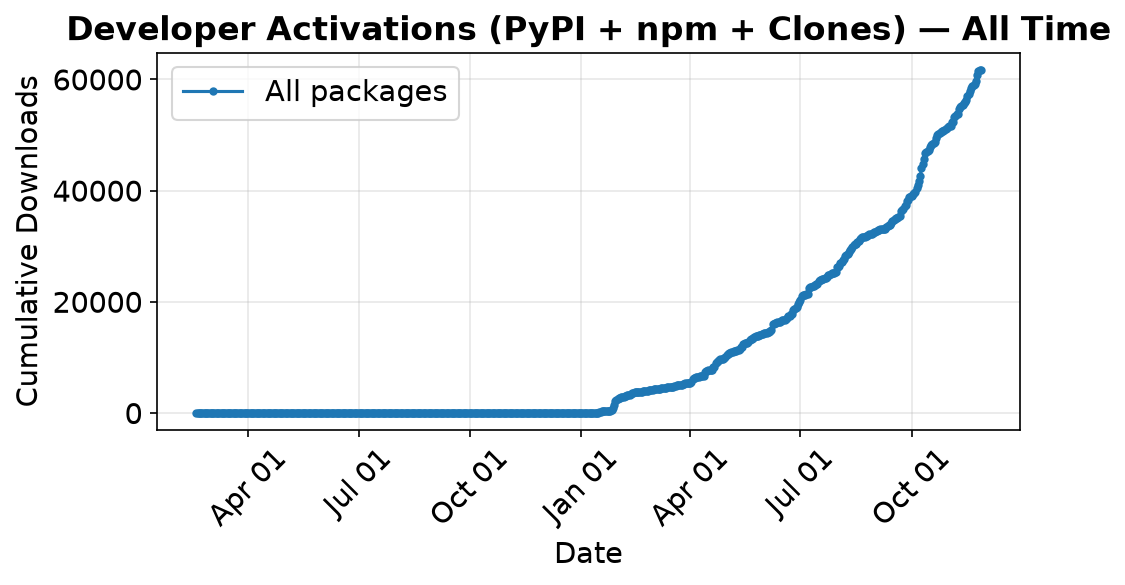 Developer Activations (PyPI + npm + Clones) — All Time
All packages
Cumulative Downloads
60000
40000
20000
0
Apr 01
Jul 01
Oct 01
Jan 01
Apr 01
Jul 01
Oct 01
Date